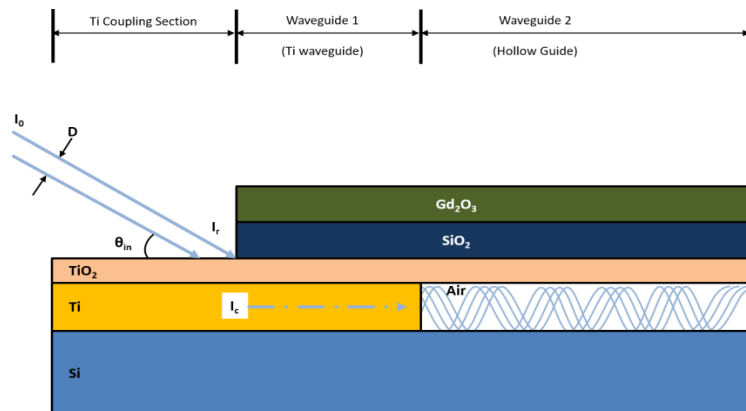 Ti Coupling Section
Waveguide 1
(Ti waveguide)
Waveguide 2
(Hollow Guide)
I₀
D
θin
Ir
Gd₂O₃
SiO₂
TiO₂
Ti
Ic
Air
Si